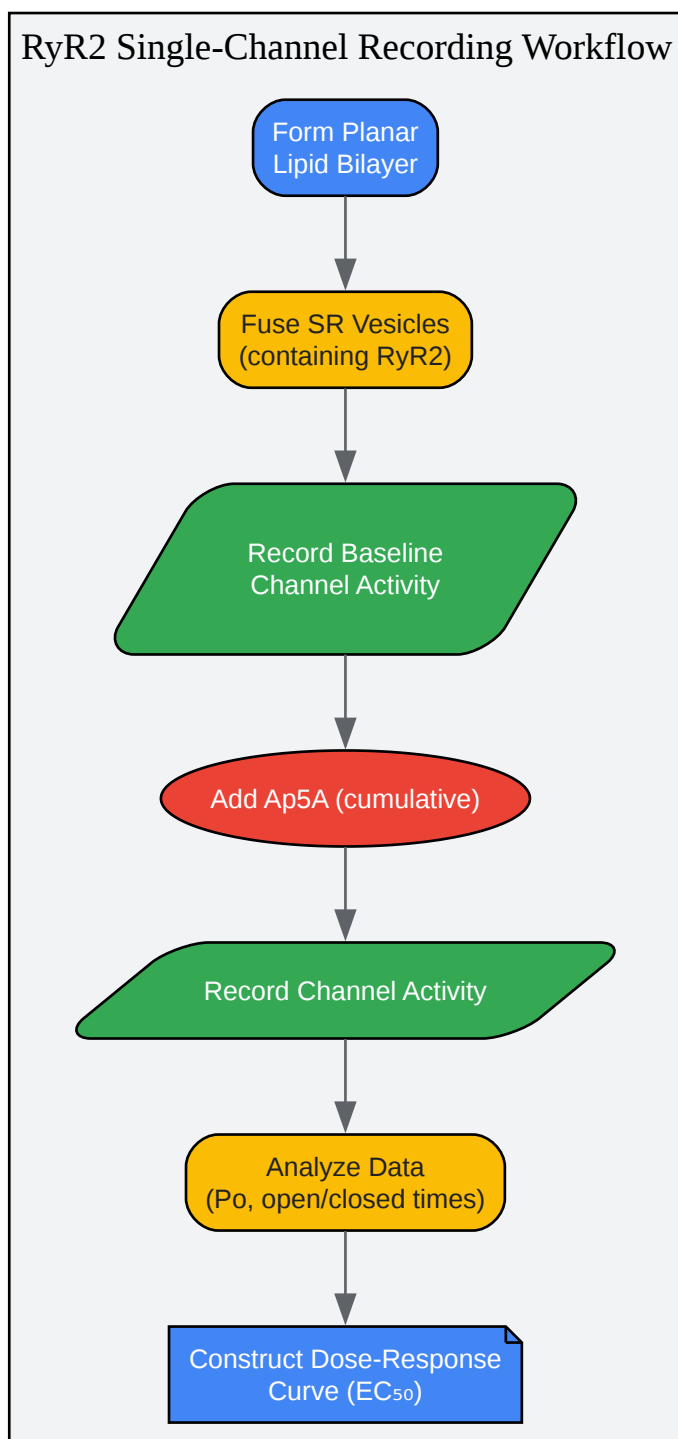 RyR2 Single-Channel Recording Workflow
Form Planar
Lipid Bilayer
Fuse SR Vesicles
(containing RyR2)
Record Baseline
Channel Activity
Add Ap5A (cumulative)
Record Channel Activity
Analyze Data
(Po, open/closed times)
Construct Dose-Response
Curve (EC₅₀)